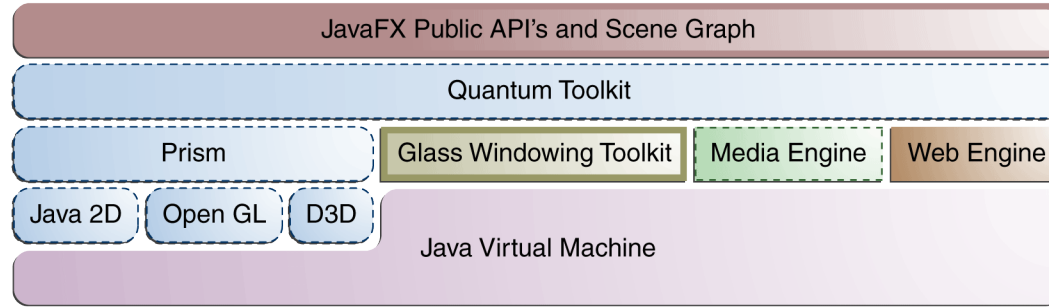 JavaFX Public API's and Scene Graph
Quantum Toolkit
Prism
Glass Windowing Toolkit
Media Engine
Web Engine
Java 2D
Open GL
D3D
Java Virtual Machine